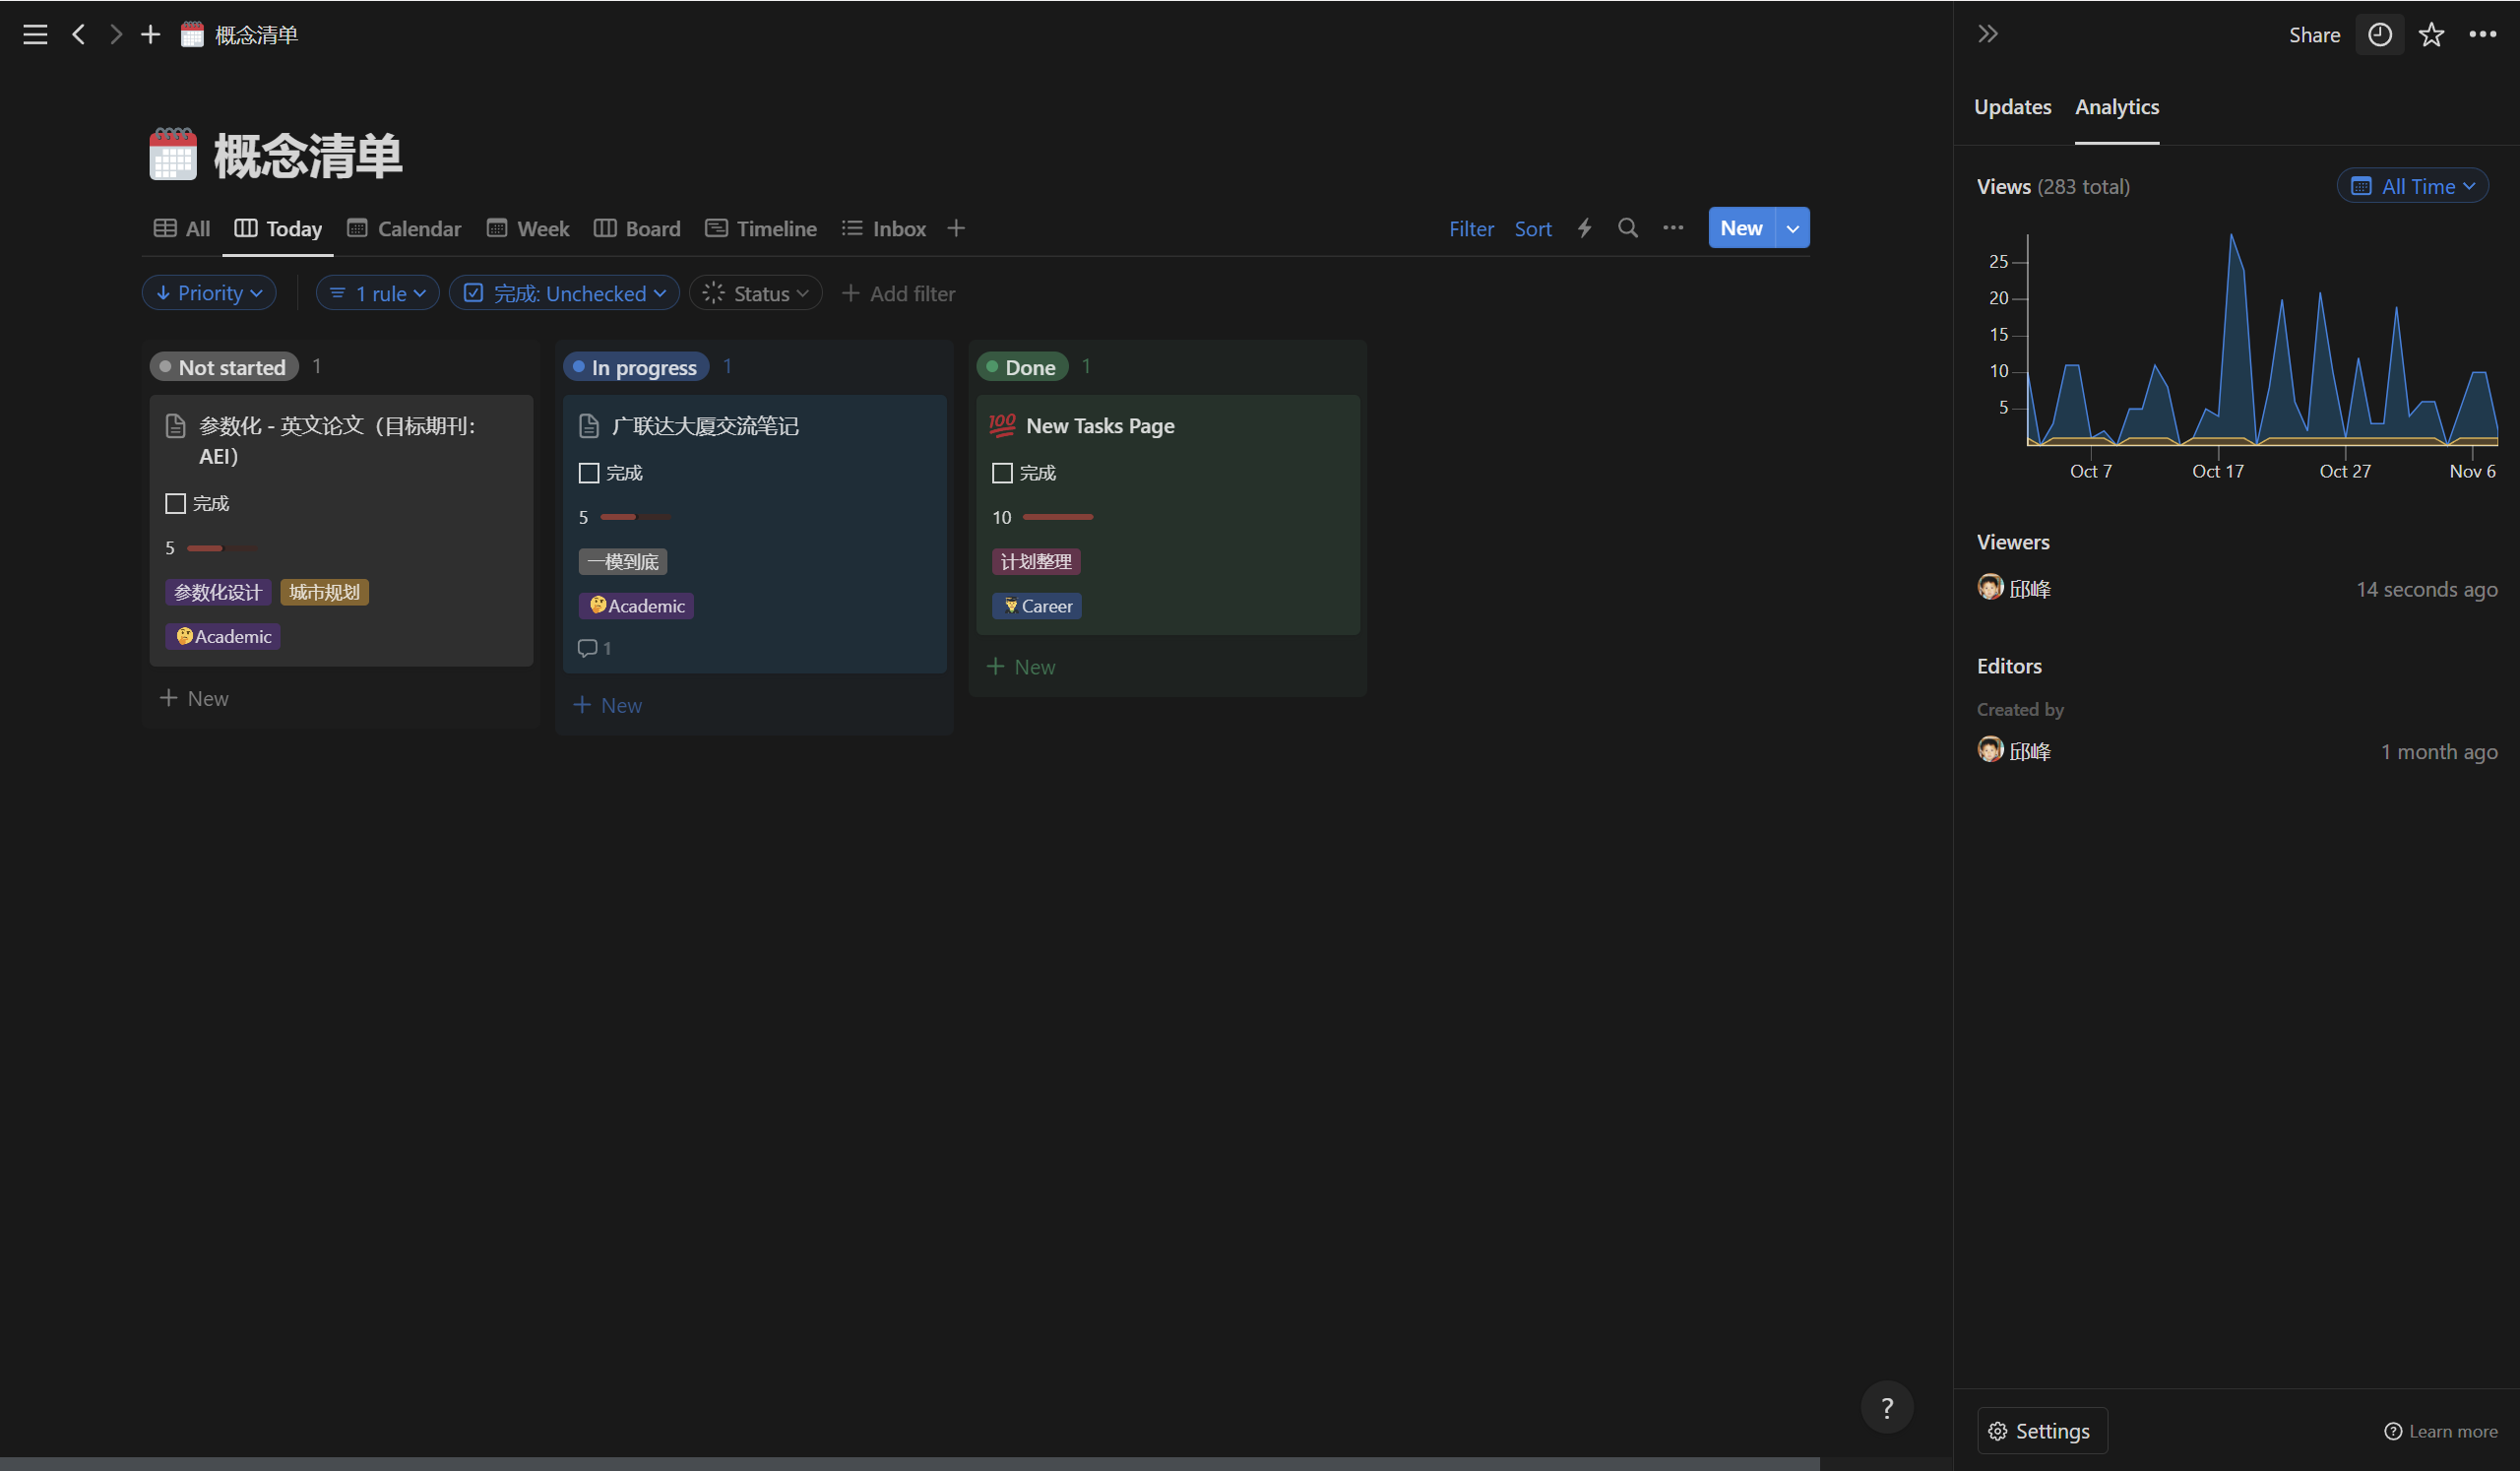 概念清单
Share
概念清单
All
Today
Calendar
Week
Board
Timeline
Inbox
Filter
Sort
New
Priority
1 rule
完成: Unchecked
Status
Add filter
Not started 1
参数化 - 英文论文（目标期刊：
AEI）
完成
5
参数化设计 城市规划
🤔Academic
New
In progress 1
广联达大厦交流笔记
完成
5
一模到底
🤔Academic
1
New
Done 1
💯 New Tasks Page
完成
10
计划整理
Career
New
Updates
Analytics
Views (283 total)
All Time
25
20
15
10
5
Oct 7
Oct 17
Oct 27
Nov 6
Viewers
邱峰 14 seconds ago
Editors
Created by
邱峰 1 month ago
?
Settings
Learn more